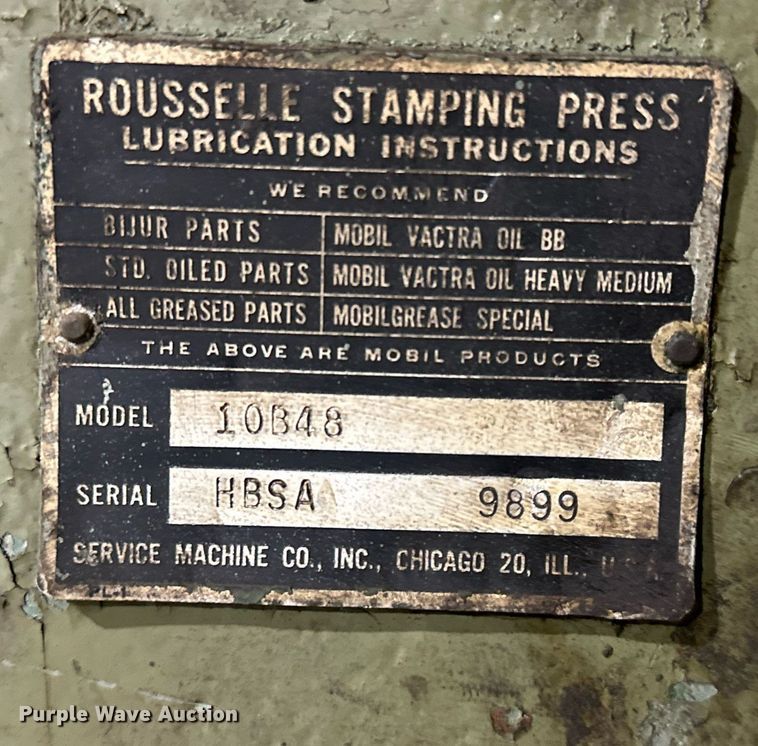 ROUSSELLE STAMPING PRESS
LUBRICATION INSTRUCTIONS
WE RECOMMEND
BIJUR PARTS MOBIL VACTRA OIL BB
STD. OILED PARTS MOBIL VACTRA OIL HEAVY MEDIUM
ALL GREASED PARTS MOBILGREASE SPECIAL
THE ABOVE ARE MOBIL PRODUCTS
MODEL 10B48
SERIAL HBSA 9899
SERVICE MACHINE CO., INC., CHICAGO 20, ILL., U.S.A.
Purple Wave Auction